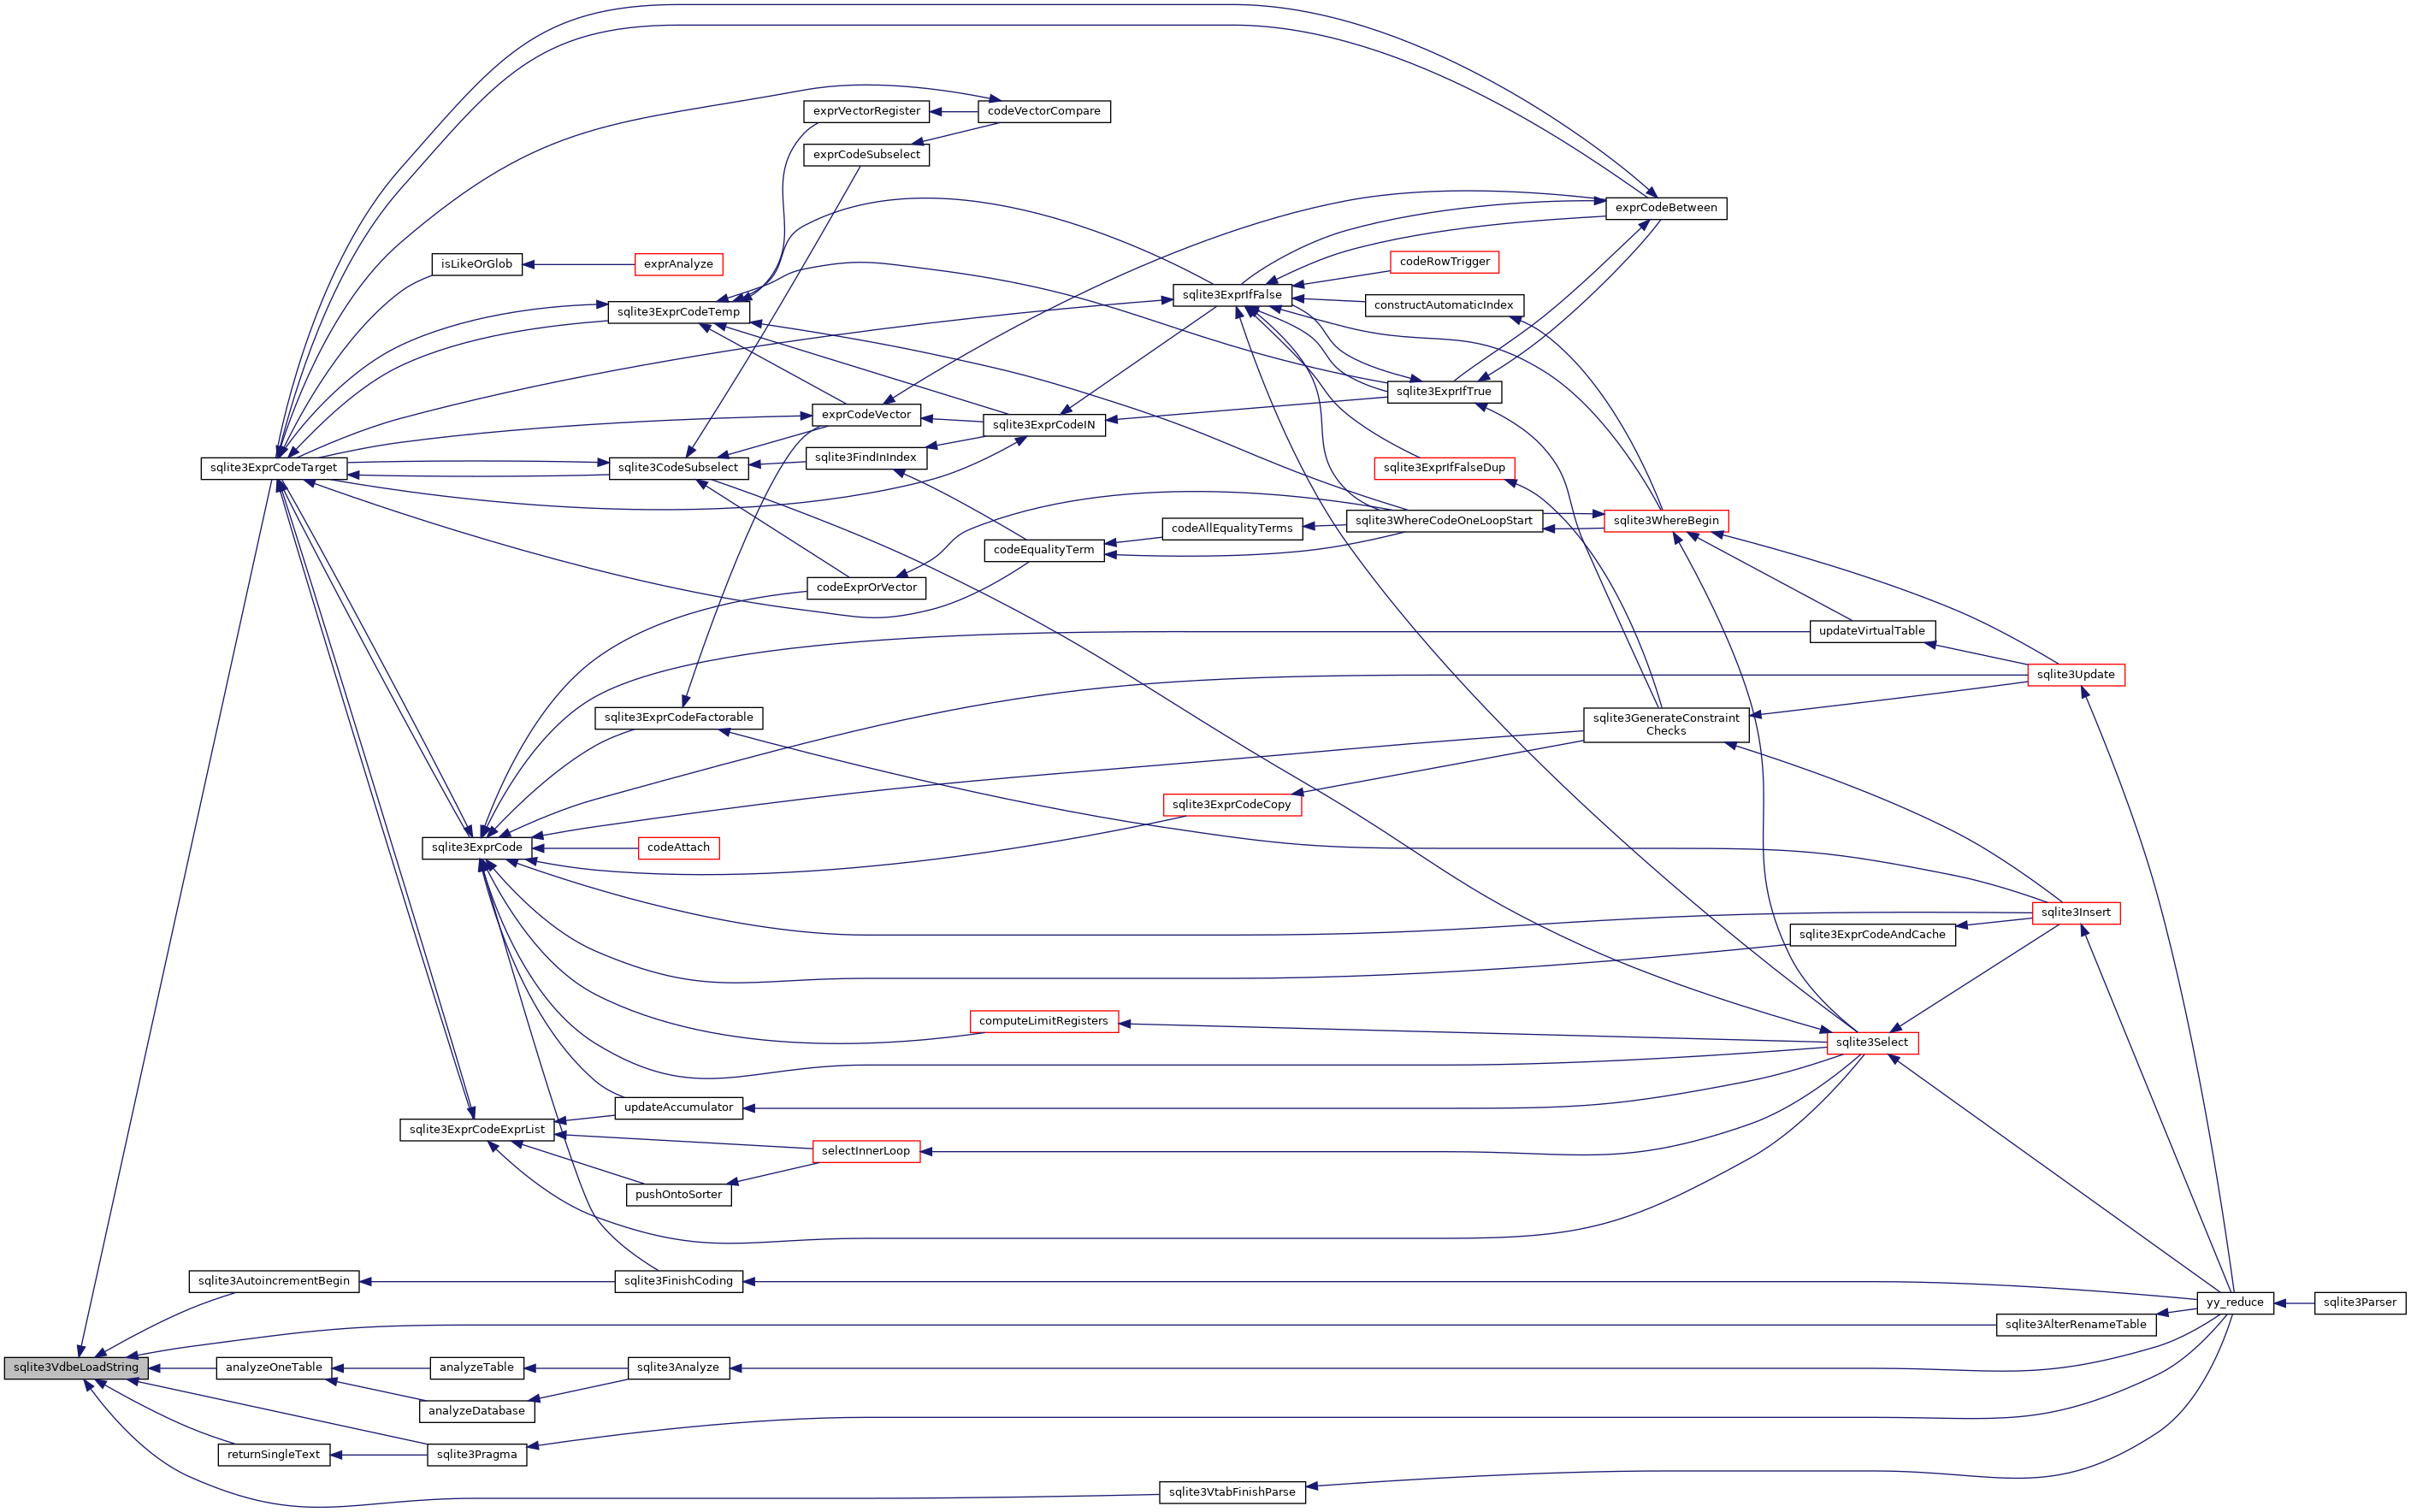 exprVectorRegister
codeVectorCompare
exprCodeSubselect
exprCodeBetween
isLikeOrGlob
exprAnalyze
codeRowTrigger
sqlite3ExprIfFalse
constructAutomaticIndex
sqlite3ExprCodeTemp
sqlite3ExprIfTrue
exprCodeVector
sqlite3ExprCodeIN
sqlite3FindInIndex
sqlite3ExprCodeTarget
sqlite3CodeSubselect
sqlite3ExprIfFalseDup
sqlite3WhereCodeOneLoopStart
sqlite3WhereBegin
codeAllEqualityTerms
codeEqualityTerm
codeExprOrVector
updateVirtualTable
sqlite3Update
sqlite3ExprCodeFactorable
sqlite3GenerateConstraint
Checks
sqlite3ExprCodeCopy
sqlite3ExprCode
codeAttach
sqlite3Insert
sqlite3ExprCodeAndCache
computeLimitRegisters
sqlite3Select
updateAccumulator
sqlite3ExprCodeExprList
selectInnerLoop
pushOntoSorter
sqlite3AutoincrementBegin
sqlite3FinishCoding
yy_reduce
sqlite3Parser
sqlite3AlterRenameTable
sqlite3VdbeLoadString
analyzeOneTable
analyzeTable
sqlite3Analyze
analyzeDatabase
returnSingleText
sqlite3Pragma
sqlite3VtabFinishParse